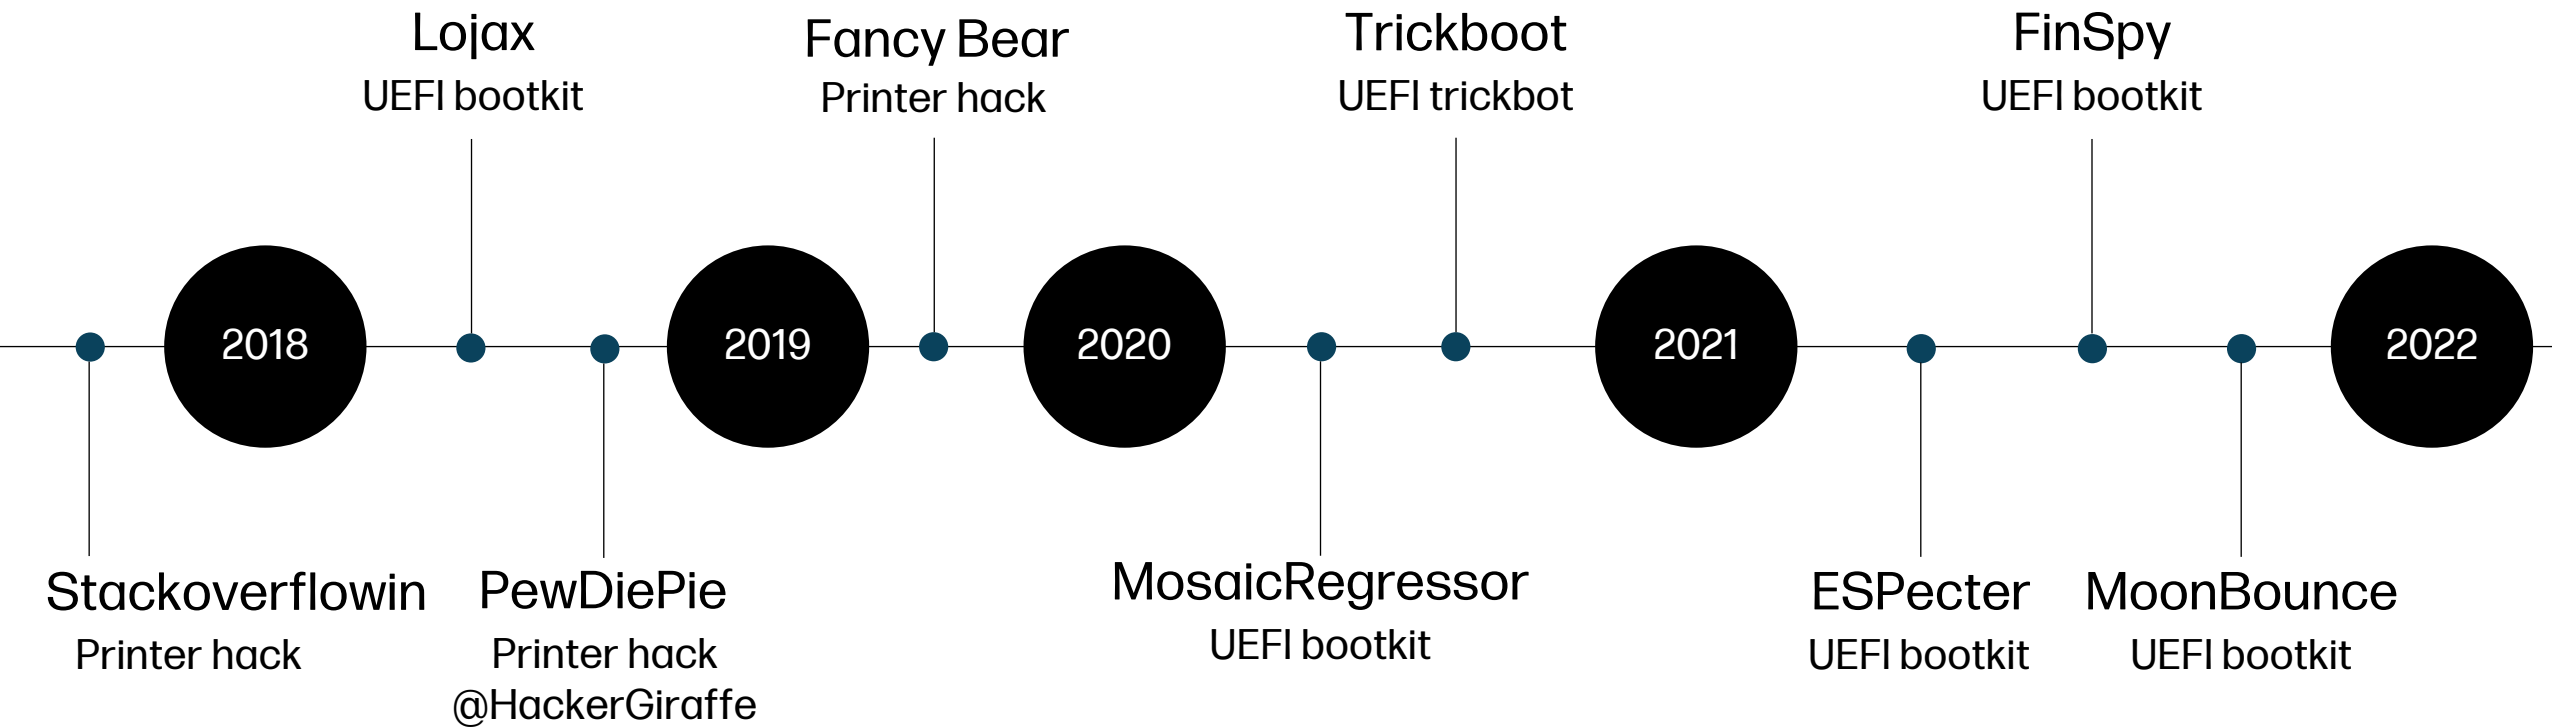 Lojax
UEFI bootkit
Fancy Bear
Printer hack
Trickboot
UEFI trickbot
FinSpy
UEFI bootkit
2018
2019
2020
2021
2022
Stackoverflowin
Printer hack
PewDiePie
Printer hack
@HackerGiraffe
MosaicRegressor
UEFI bootkit
ESPecter
UEFI bootkit
MoonBounce
UEFI bootkit